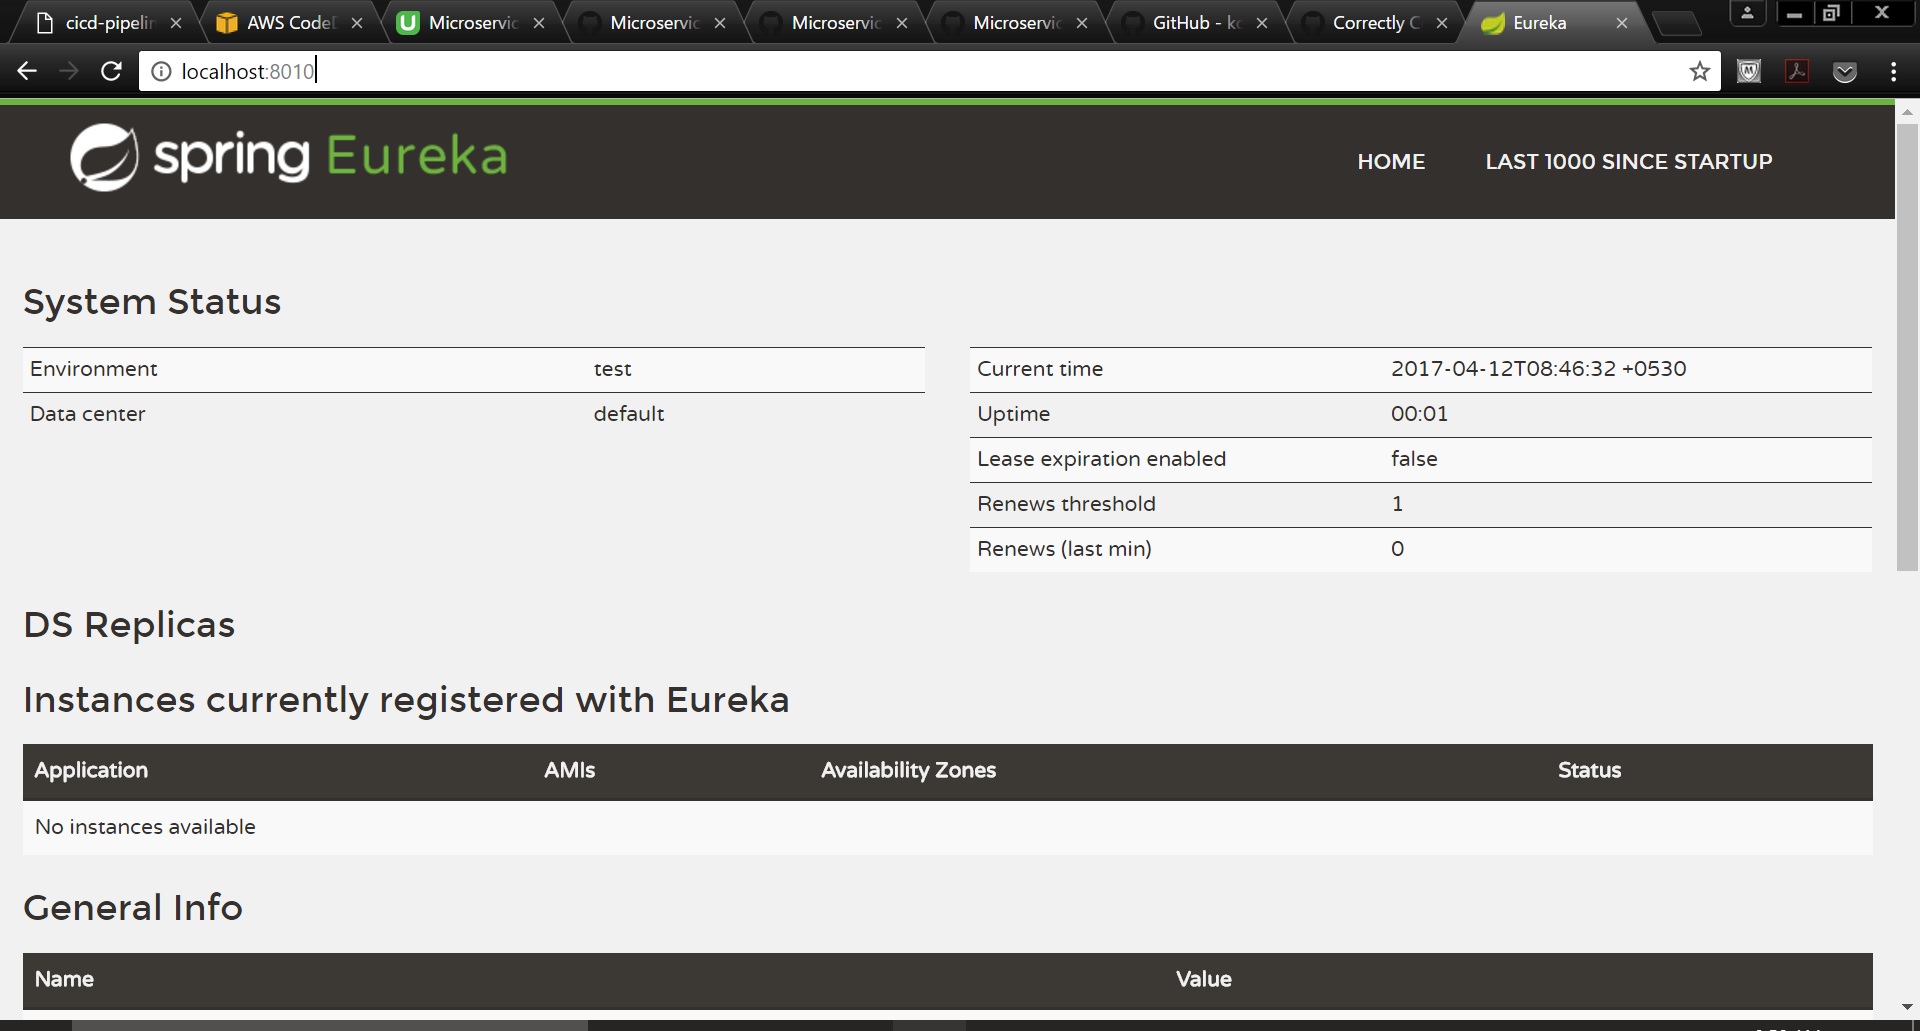 cicd-pipelin
AWS CodeD
Microservic
Microservic
Microservic
Microservic
GitHub - kc
Correctly C
Eureka
localhost:8010
spring Eureka
HOME
LAST 1000 SINCE STARTUP
System Status
Environment test
Data center default
Current time 2017-04-12T08:46:32 +0530
Uptime 00:01
Lease expiration enabled false
Renews threshold 1
Renews (last min) 0
DS Replicas
Instances currently registered with Eureka
Application AMIs Availability Zones Status
No instances available
General Info
Name Value